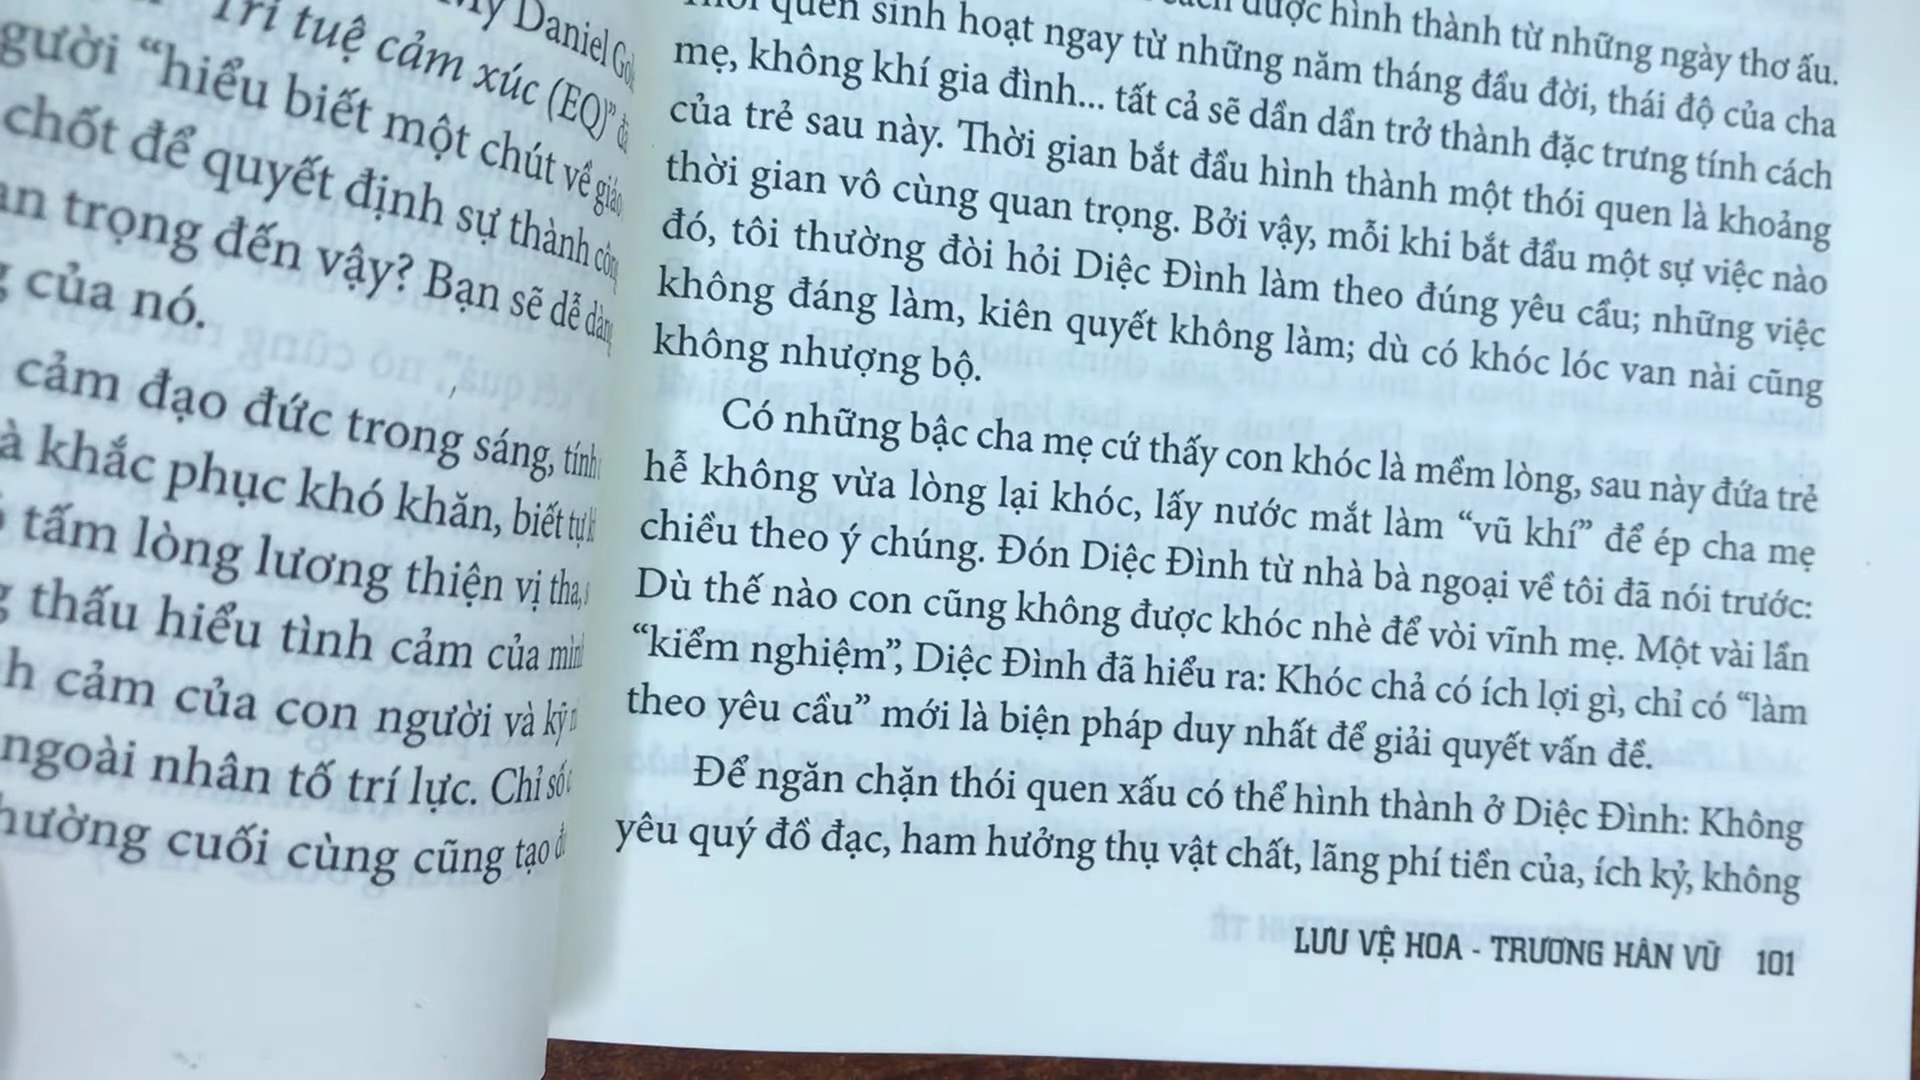 Trí tuệ cảm xúc (EQ)"
Daniel
"hiểu biết một chút về
chốt để quyết định sự thành công
trọng đến vậy? Bạn sẽ dễ dàng
của nó.
cảm đạo đức trong sáng,
khắc phục khó khăn, biết
tấm lòng lương thiện vị tha,
thấu hiểu tình cảm của
cảm của con người và kỹ
ngoài nhân tố trí lực. Chỉ số
cuối cùng cũng tạo
được hình thành từ những ngày thơ ấu.
quen sinh hoạt ngay từ những năm tháng đầu đời, thái độ của cha
mẹ, không khí gia đình... tất cả sẽ dần dần trở thành đặc trưng tính cách
của trẻ sau này. Thời gian bắt đầu hình thành một thói quen là khoảng
thời gian vô cùng quan trọng. Bởi vậy, mỗi khi bắt đầu một sự việc nào
đó, tôi thường đòi hỏi Diệc Đình làm theo đúng yêu cầu; những việc
không đáng làm, kiên quyết không làm; dù có khóc lóc van nài cũng
không nhượng bộ.
Có những bậc cha mẹ cứ thấy con khóc là mềm lòng, sau này đứa trẻ
hễ không vừa lòng lại khóc, lấy nước mắt làm "vũ khí" để ép cha mẹ
chiều theo ý chúng. Đón Diệc Đình từ nhà bà ngoại về tôi đã nói trước:
Dù thế nào con cũng không được khóc nhè để vòi vĩnh mẹ. Một vài lần
"kiểm nghiệm", Diệc Đình đã hiểu ra: Khóc chả có ích lợi gì, chỉ có "làm
theo yêu cầu" mới là biện pháp duy nhất để giải quyết vấn đề.
Để ngăn chặn thói quen xấu có thể hình thành ở Diệc Đình: Không
yêu quý đồ đạc, ham hưởng thụ vật chất, lãng phí tiền của, ích kỷ, không
LƯU VỆ HOA - TRƯƠNG HÂN VŨ 101